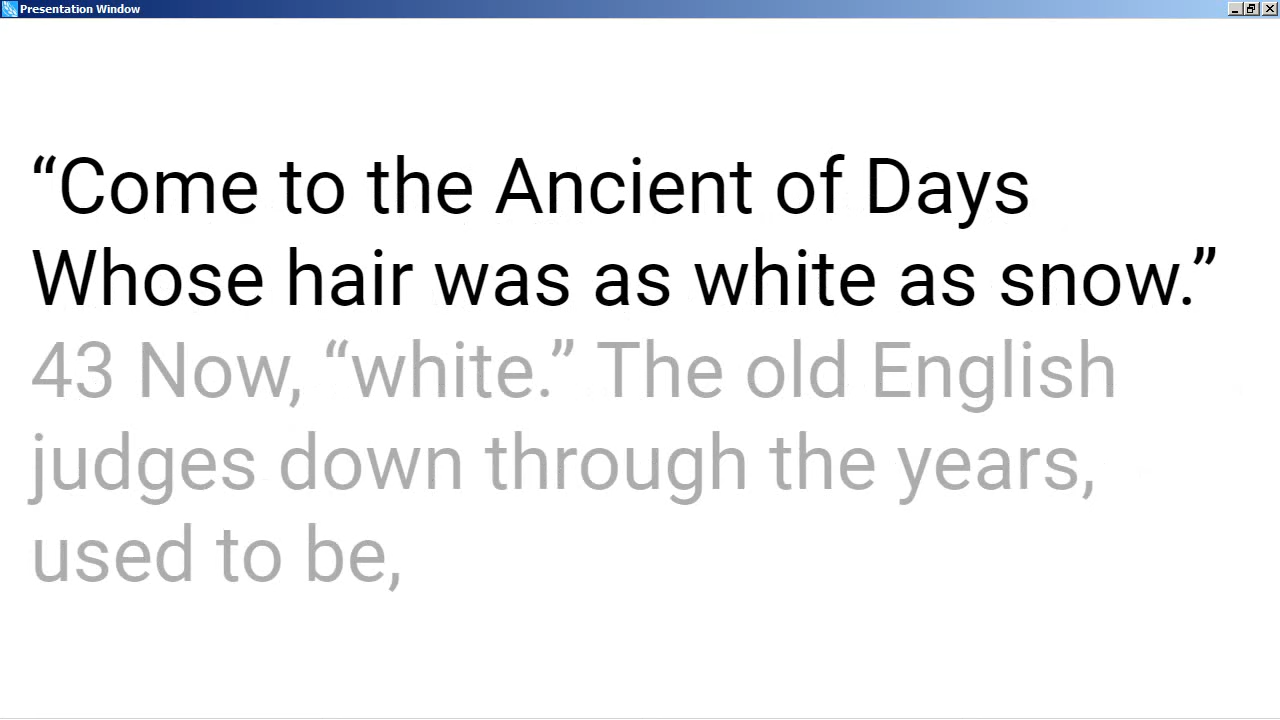 Presentation Window
“Come to the Ancient of Days
Whose hair was as white as snow.”
43 Now, “white.” The old English
judges down through the years,
used to be,